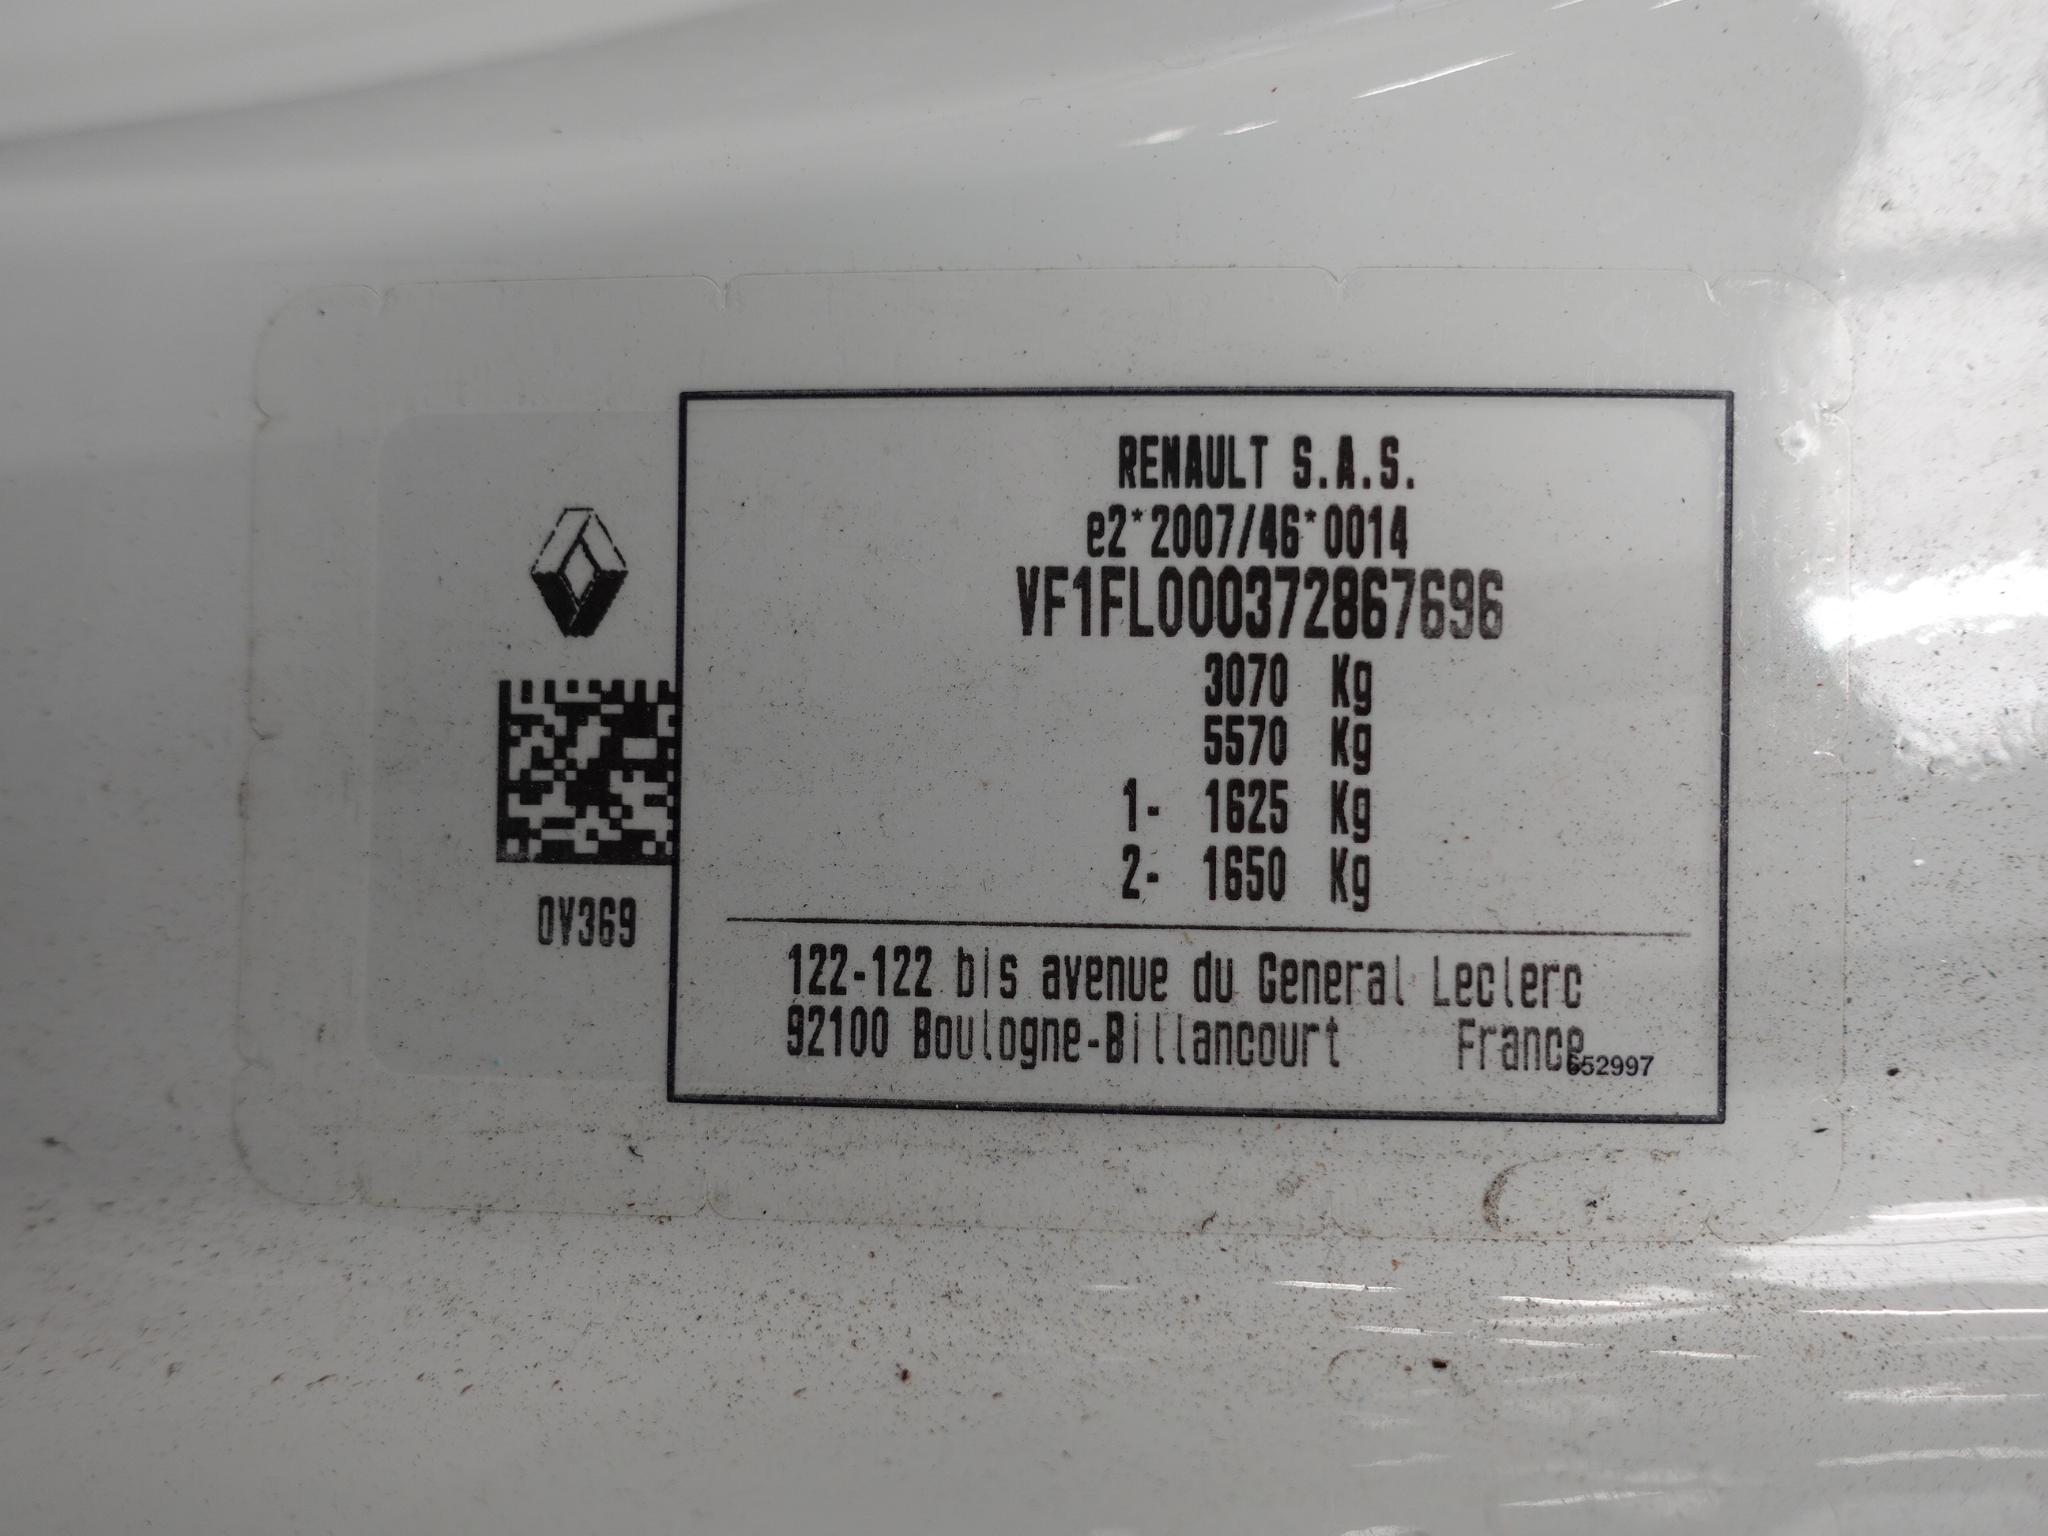 RENAULT S.A.S.
e2*2007/46*0014
VF1FL000372867696
3070 Kg
5570 Kg
1- 1625 Kg
2- 1650 Kg
0V369
122-122 bis avenue du General Leclerc
92100 Boulogne-Billancourt France
652997